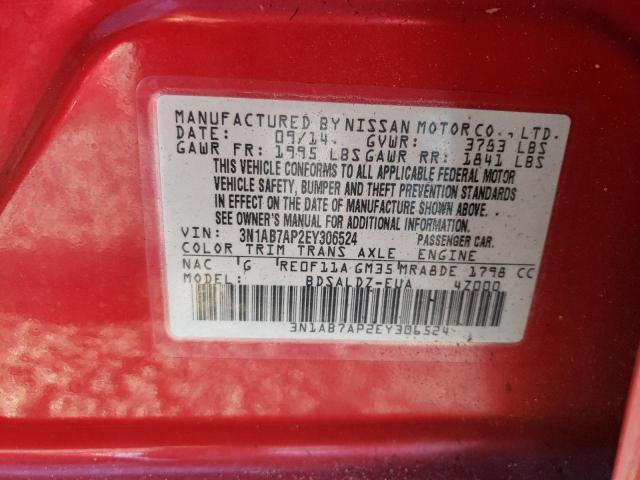 MANUFACTURED BY NISSAN MOTOR CO., LTD.
DATE: 09/14 GVWR: 3763 LBS
GAWR FR: 1995 LBS GAWR RR: 1841 LBS
THIS VEHICLE CONFORMS TO ALL APPLICABLE FEDERAL MOTOR
VEHICLE SAFETY, BUMPER AND THEFT PREVENTION STANDARDS
IN EFFECT ON THE DATE OF MANUFACTURE SHOWN ABOVE.
SEE OWNER'S MANUAL FOR ADDITIONAL INFORMATION.
VIN: 3N1AB7AP2EY306524 PASSENGER CAR.
COLOR TRIM TRANS AXLE ENGINE
NAC G RE0F11A GM35 MRA8DE 1798 CC
MODEL: BDSALDZ-EUA 4Z000
3N1AB7AP2EY306524